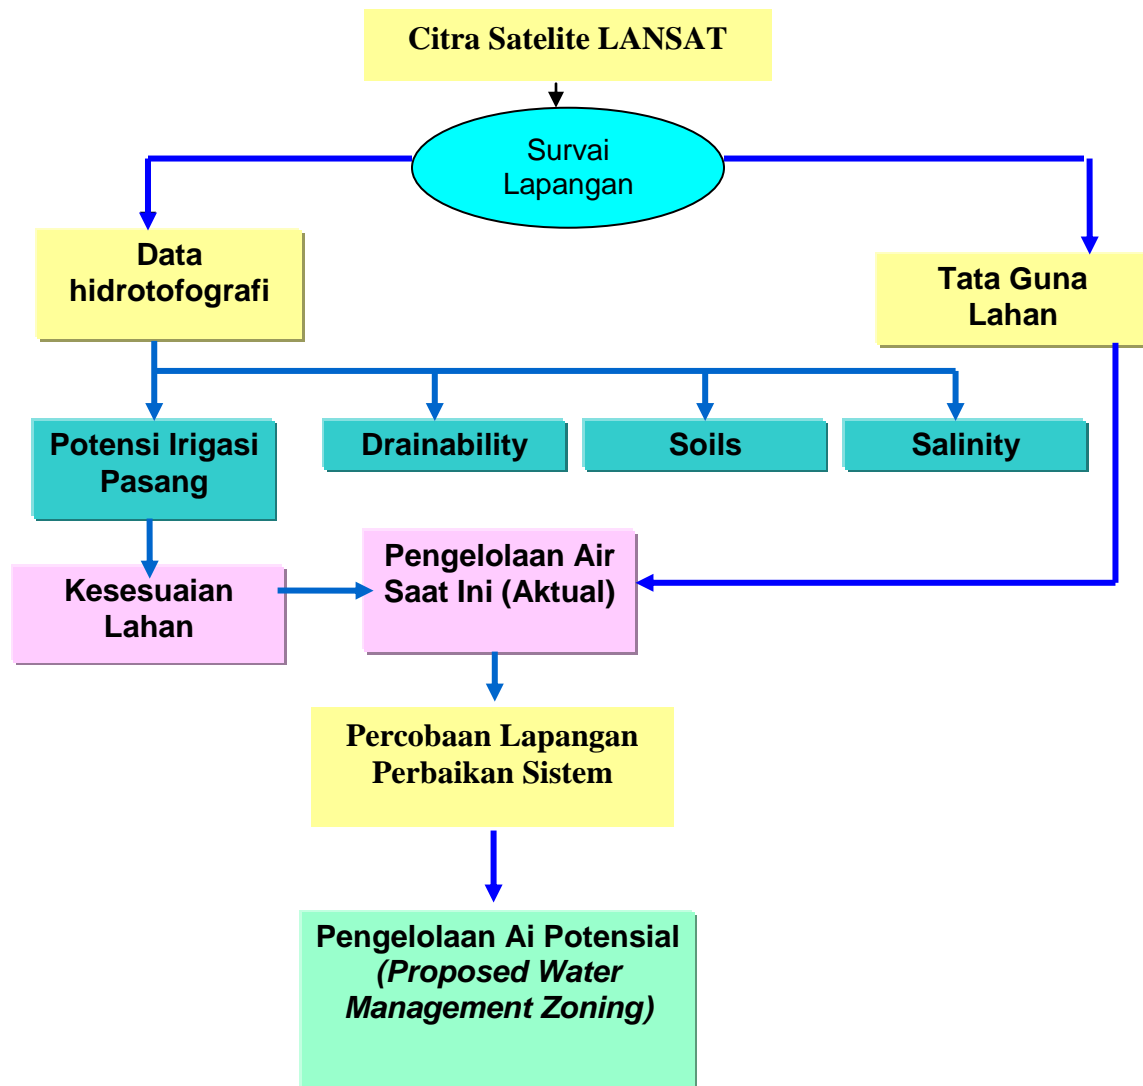 Citra Satelite LANSAT
Survai
Lapangan
Data
hidrotofografi
Tata Guna
Lahan
Potensi Irigasi
Pasang
Drainability
Soils
Salinity
Kesesuaian
Lahan
Pengelolaan Air
Saat Ini (Aktual)
Percobaan Lapangan
Perbaikan Sistem
Pengelolaan Ai Potensial
(Proposed Water
Management Zoning)